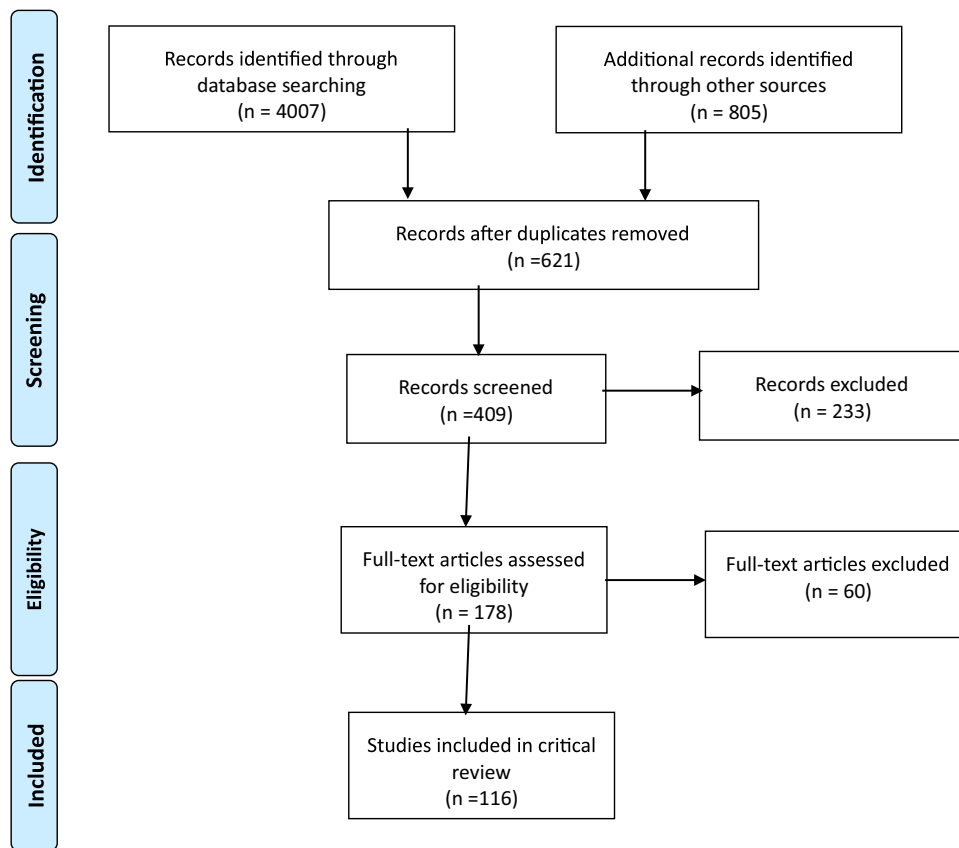 Identification
Records identified through
database searching
(n = 4007)
Additional records identified
through other sources
(n = 805)
Records after duplicates removed
(n =621)
Screening
Records screened
(n =409)
Records excluded
(n = 233)
Eligibility
Full-text articles assessed
for eligibility
(n = 178)
Full-text articles excluded
(n = 60)
Included
Studies included in critical
review
(n =116)